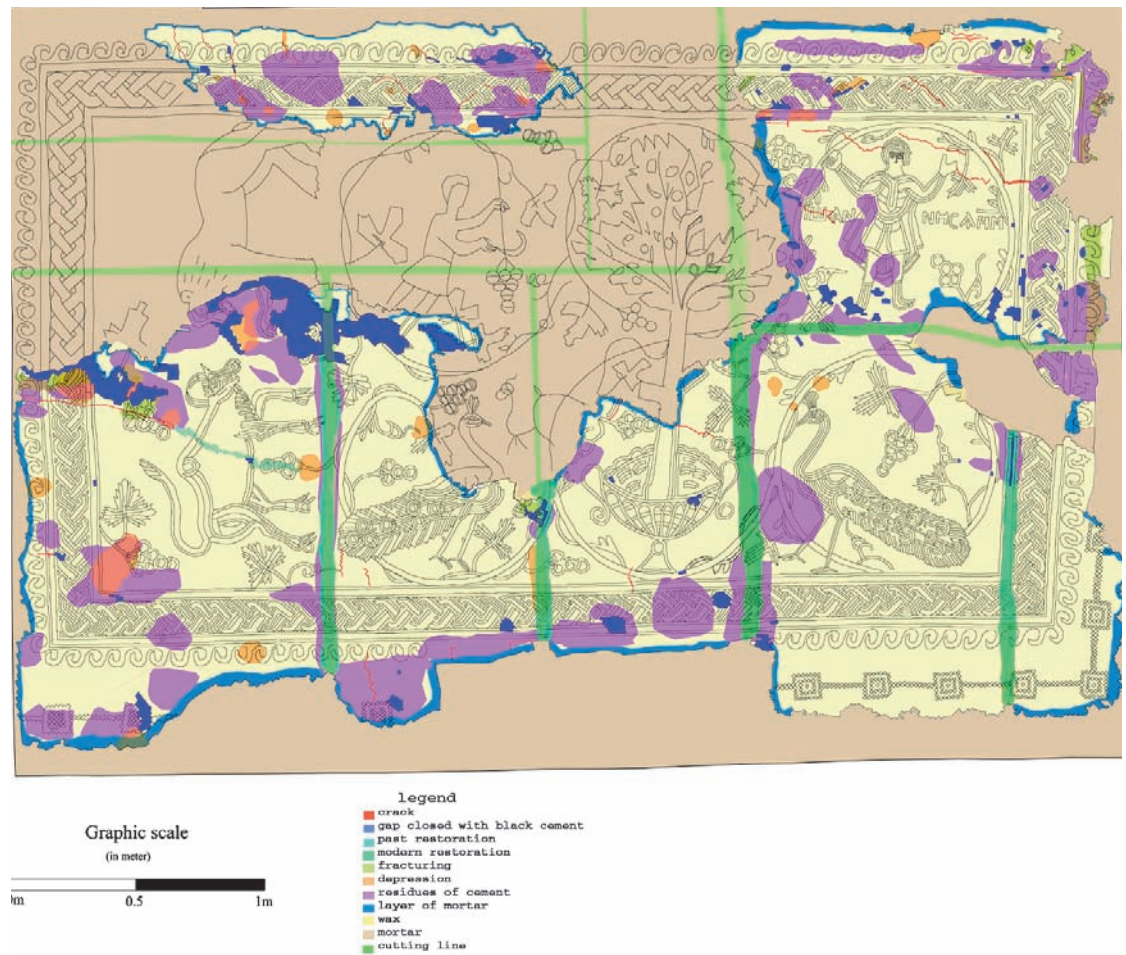 legend
crack
gap closed with black cement
past restoration
modern restoration
fracturing
depression
residues of cement
layer of mortar
wax
mortar
cutting line
Graphic scale
(in meter)
0.5
1m